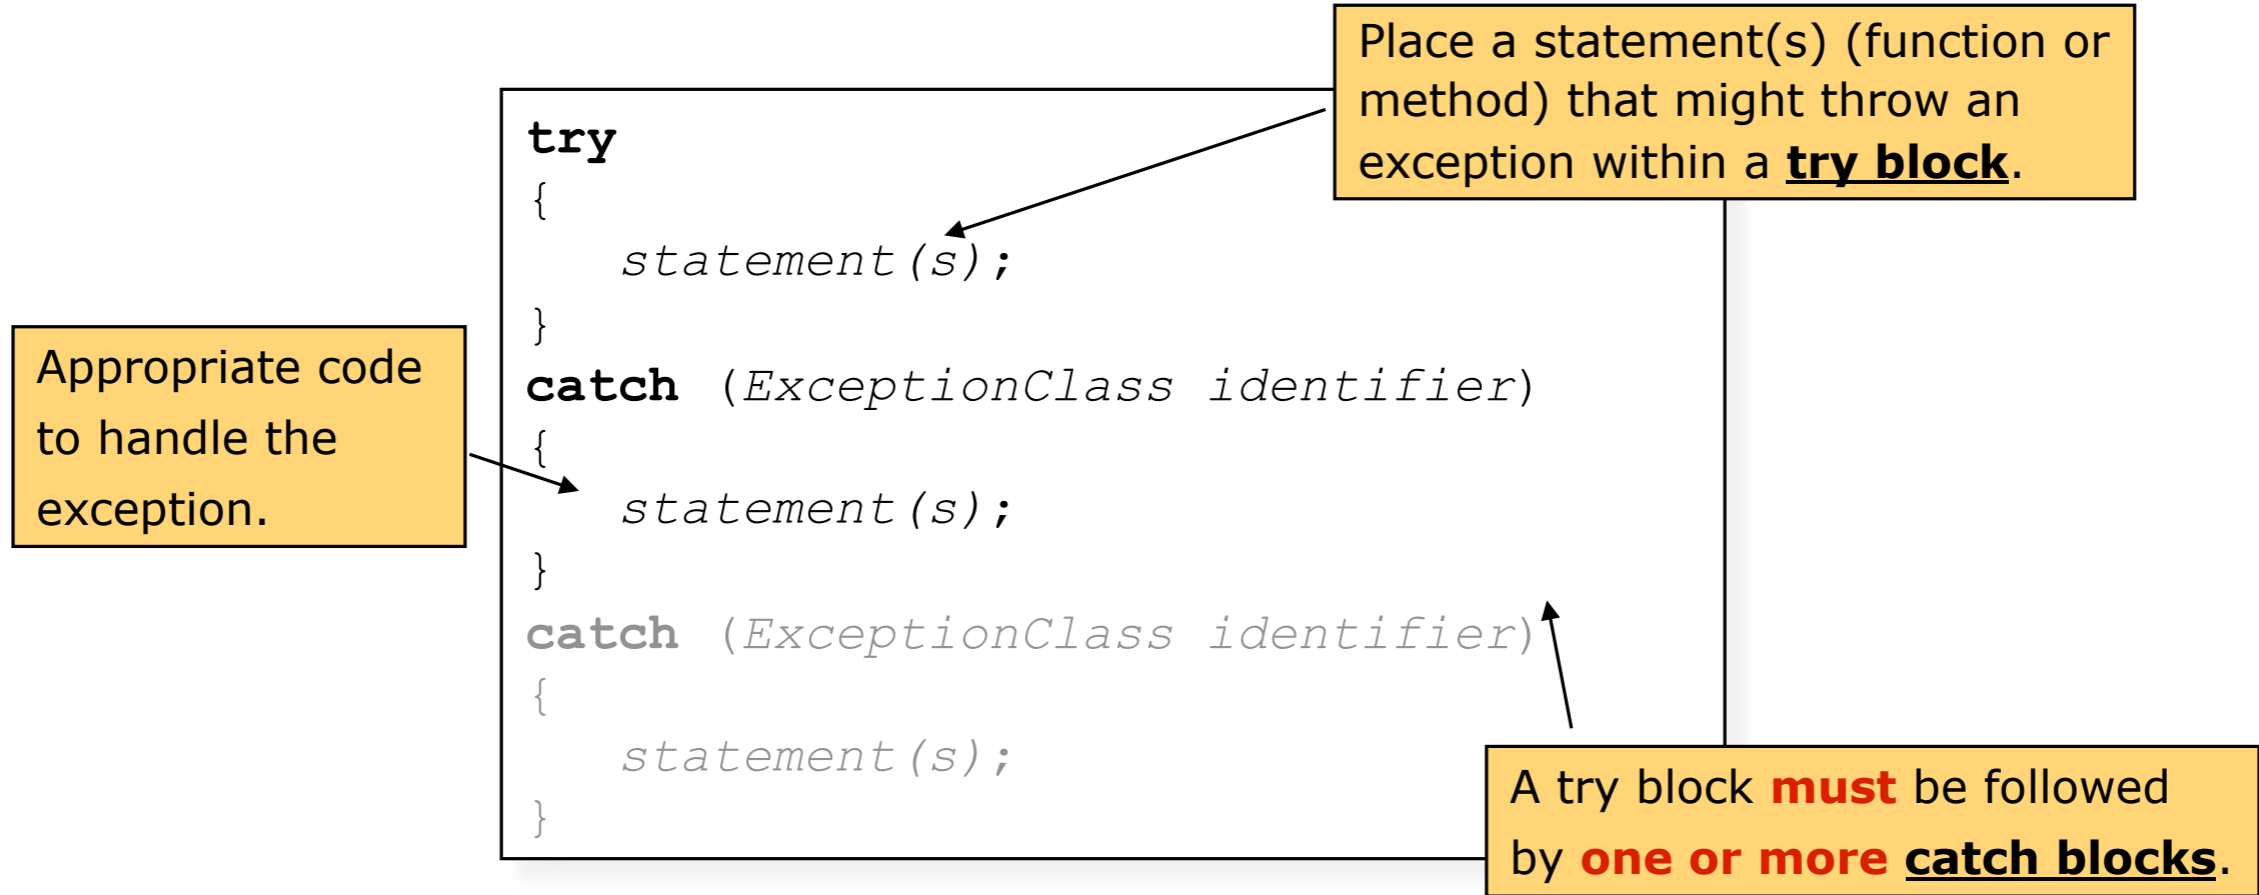 Place a statement(s) (function or
method) that might throw an
exception within a try block.
try
{
statement(s);
}
catch (ExceptionClass identifier)
{
statement(s);
}
catch (ExceptionClass identifier)
{
statement(s);
}
Appropriate code
to handle the
exception.
A try block must be followed
by one or more catch blocks.